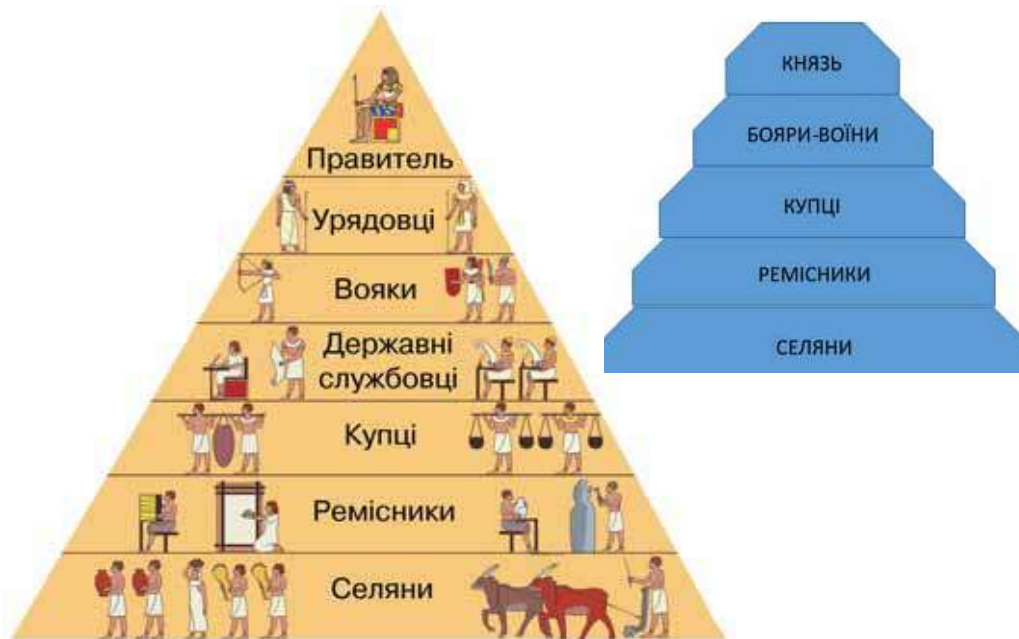 Правитель
Урядовці
Вояки
Державні
службовці
Купці
Ремісники
Селяни
КНЯЗЬ
БОЯРИ-ВОЇНИ
КУПЦІ
РЕМІСНИКИ
СЕЛЯНИ